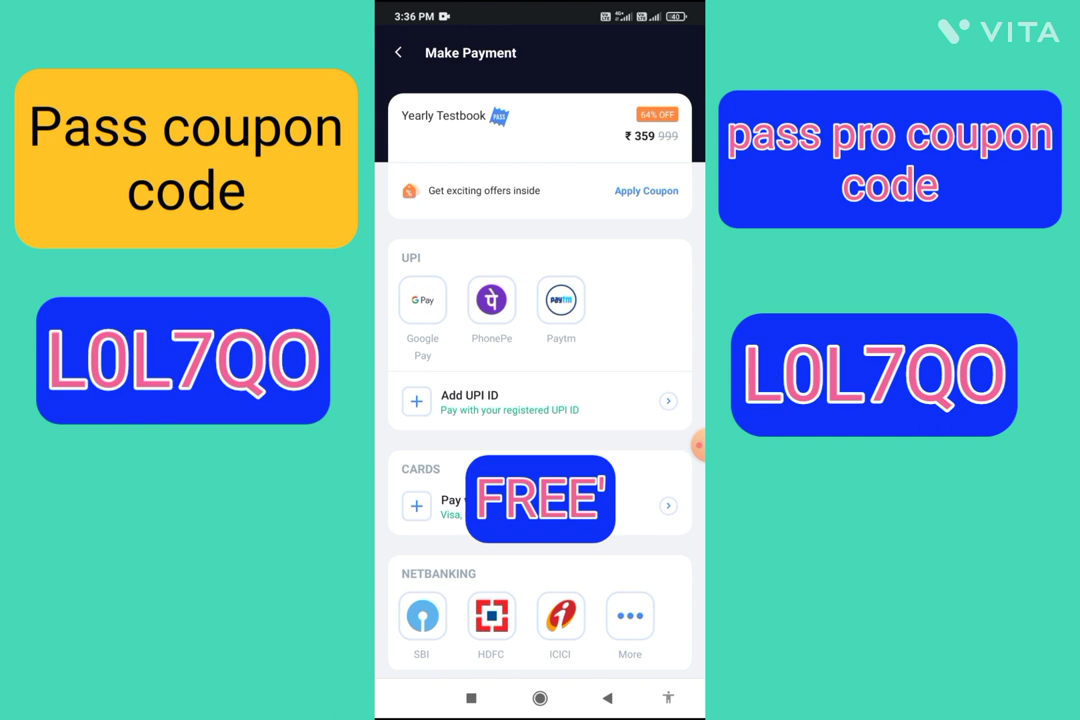 3:36 PM
4G+
40
VITA
Make Payment
Pass coupon
code
Yearly Testbook PASS
64% OFF
₹ 359 999
pass pro coupon
code
Get exciting offers inside
Apply Coupon
L0L7QO
L0L7QO
UPI
G Pay
पे
paytm
Google
Pay
PhonePe
Paytm
Add UPI ID
Pay with your registered UPI ID
CARDS
Pay
Visa,
FREE'
NETBANKING
SBI
HDFC
ICICI
More